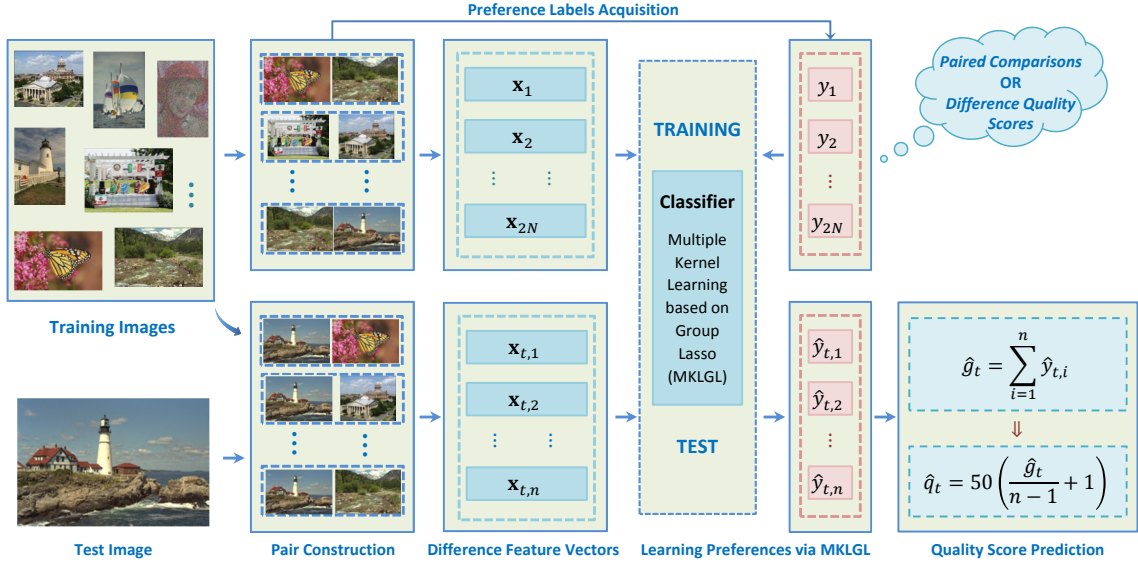 Preference Labels Acquisition
Training Images
x₁
x₂
⋮ ⋮
x₂N
TRAINING
Classifier
Multiple
Kernel
Learning
based on
Group
Lasso
(MKLGL)
TEST
y₁
y₂
⋮
y₂N
Paired Comparisons
OR
Difference Quality
Scores
xₜ,₁
xₜ,₂
⋮ ⋮
xₜ,ₙ
ŷₜ,₁
ŷₜ,₂
⋮
ŷₜ,ₙ
ĝₜ = ∑ᵢ₌₁ⁿ ŷₜ,ᵢ
⇓
q̂ₜ = 50 (ĝₜ / (n − 1) + 1)
Test Image
Pair Construction
Difference Feature Vectors
Learning Preferences via MKLGL
Quality Score Prediction